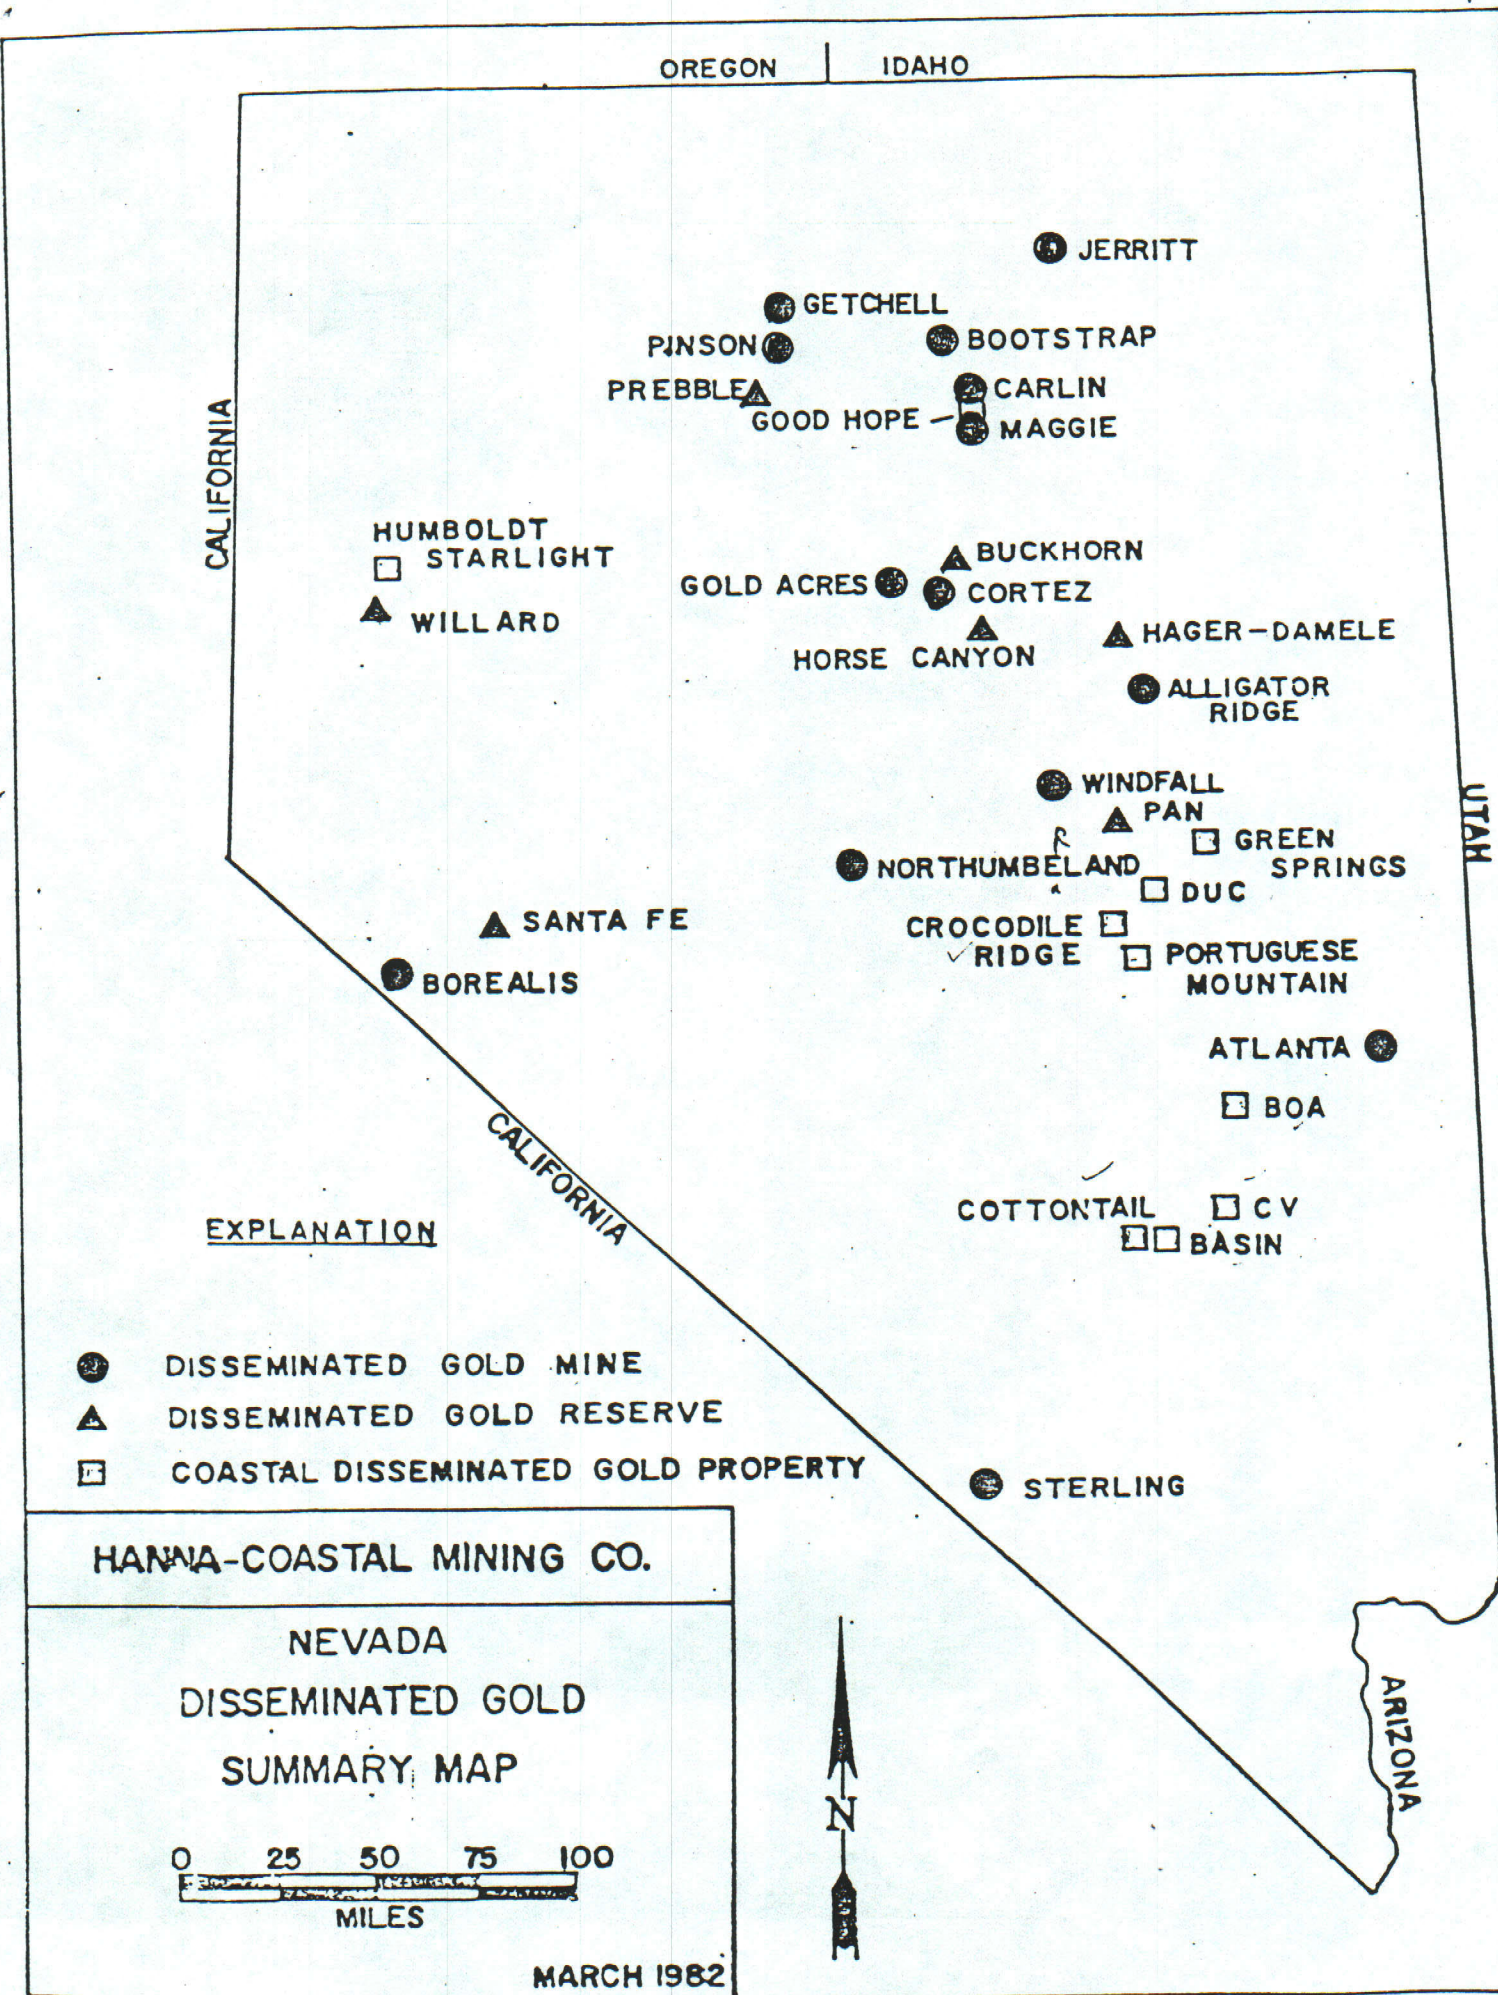 OREGON
IDAHO
JERRITT
GETCHELL
PINSON
BOOTSTRAP
PREBBLE
CARLIN
GOOD HOPE
MAGGIE
CALIFORNIA
HUMBOLDT
STARLIGHT
WILLARD
BUCKHORN
GOLD ACRES
CORTEZ
HORSE CANYON
HAGER-DAMELE
ALLIGATOR
RIDGE
WINDFALL
PAN
UTAH
GREEN
SPRINGS
R
NORTHUMBELAND
DUC
SANTA FE
CROCODILE
RIDGE
PORTUGUESE
MOUNTAIN
BOREALIS
ATLANTA
BOA
CALIFORNIA
COTTONTAIL
CV
BASIN
EXPLANATION
DISSEMINATED GOLD MINE
DISSEMINATED GOLD RESERVE
COASTAL DISSEMINATED GOLD PROPERTY
STERLING
HANNA-COASTAL MINING CO.
NEVADA
DISSEMINATED GOLD
SUMMARY MAP
ARIZONA
N
0 25 50 75 100
MILES
MARCH 1982